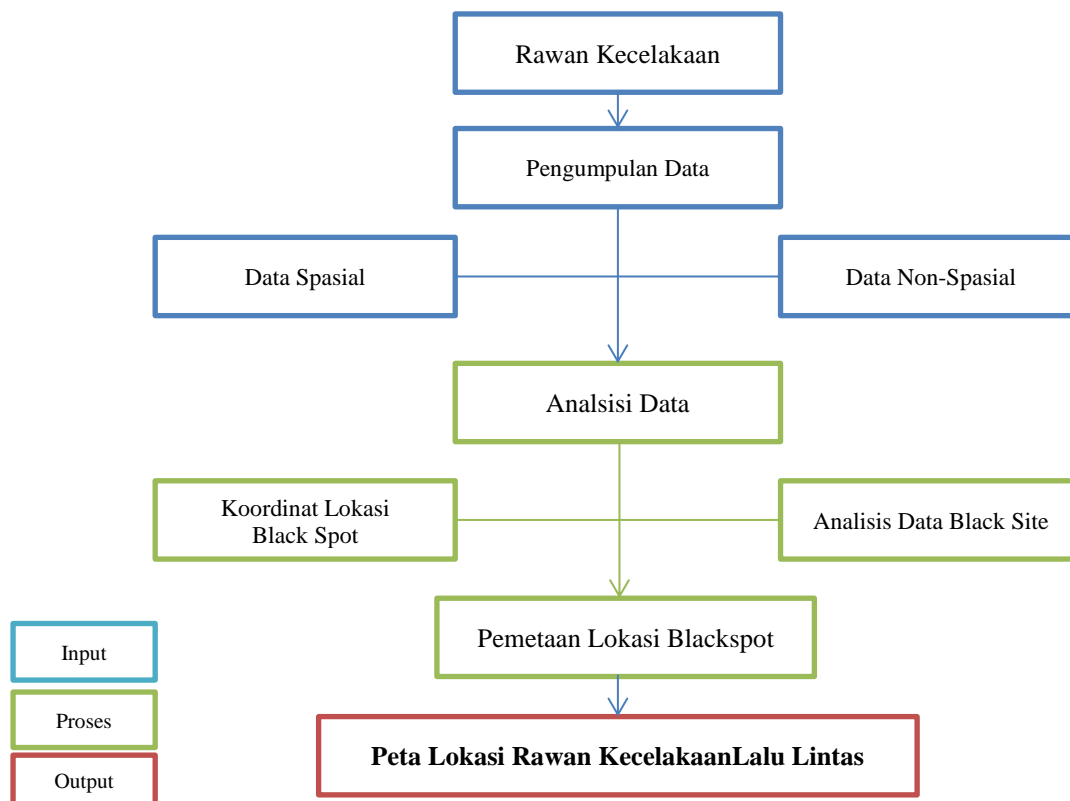 Rawan Kecelakaan
Pengumpulan Data
Data Spasial
Data Non-Spasial
Analsisi Data
Koordinat Lokasi
Black Spot
Analisis Data Black Site
Pemetaan Lokasi Blackspot
Input
Proses
Peta Lokasi Rawan KecelakaanLalu Lintas
Output